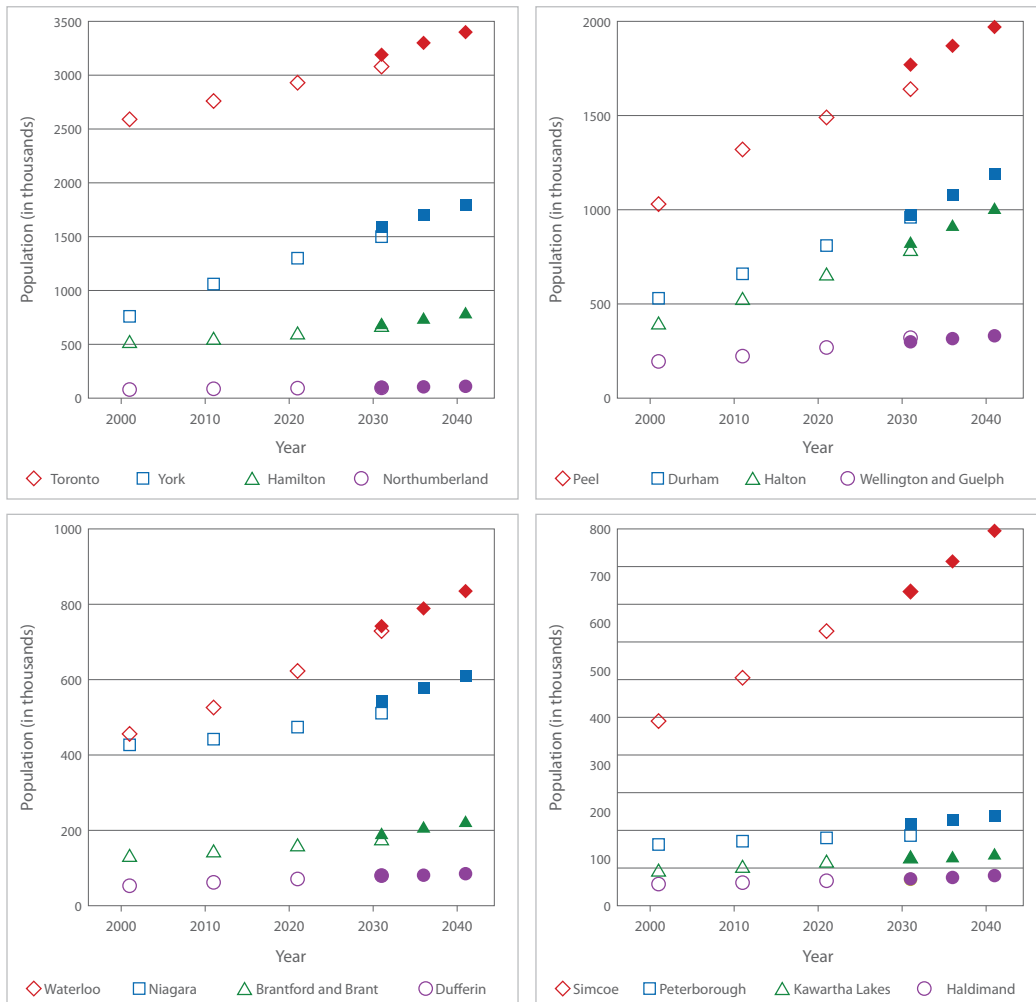 3500
3000
2500
2000
1500
1000
500
0
Population (in thousands)
2000 2010 2020 2030 2040
Year
Toronto York Hamilton Northumberland
2000
1500
1000
500
0
Population (in thousands)
2000 2010 2020 2030 2040
Year
Peel Durham Halton Wellington and Guelph
1000
800
600
400
200
0
Population (in thousands)
2000 2010 2020 2030 2040
Year
Waterloo Niagara Brantford and Brant Dufferin
800
700
600
500
400
300
200
100
0
Population (in thousands)
2000 2010 2020 2030 2040
Year
Simcoe Peterborough Kawartha Lakes Haldimand